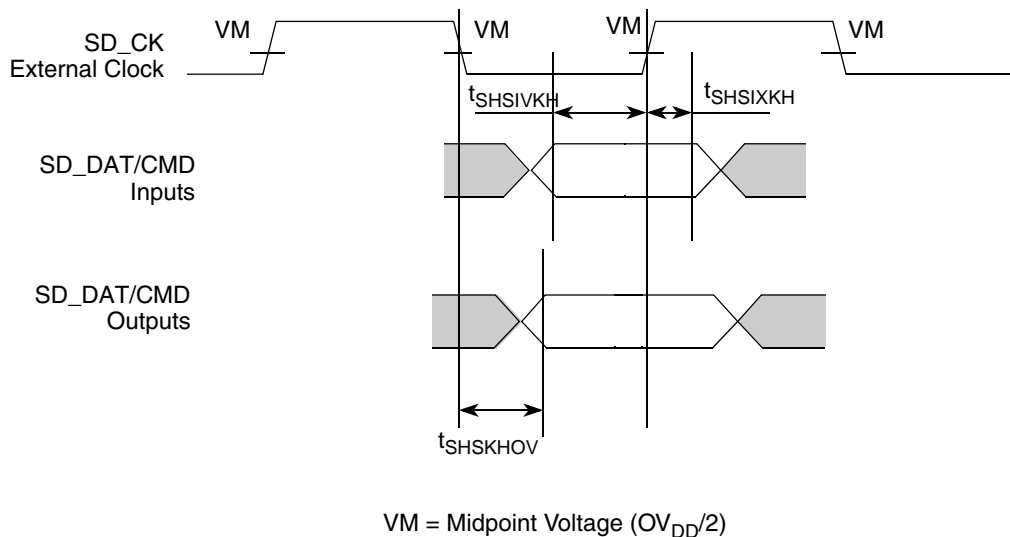 VM VM VM VM
SD_CK
External Clock
tSHSIVKH tSHSIXKH
SD_DAT/CMD
Inputs
SD_DAT/CMD
Outputs
tSHSKHOV
VM = Midpoint Voltage (OVDD/2)